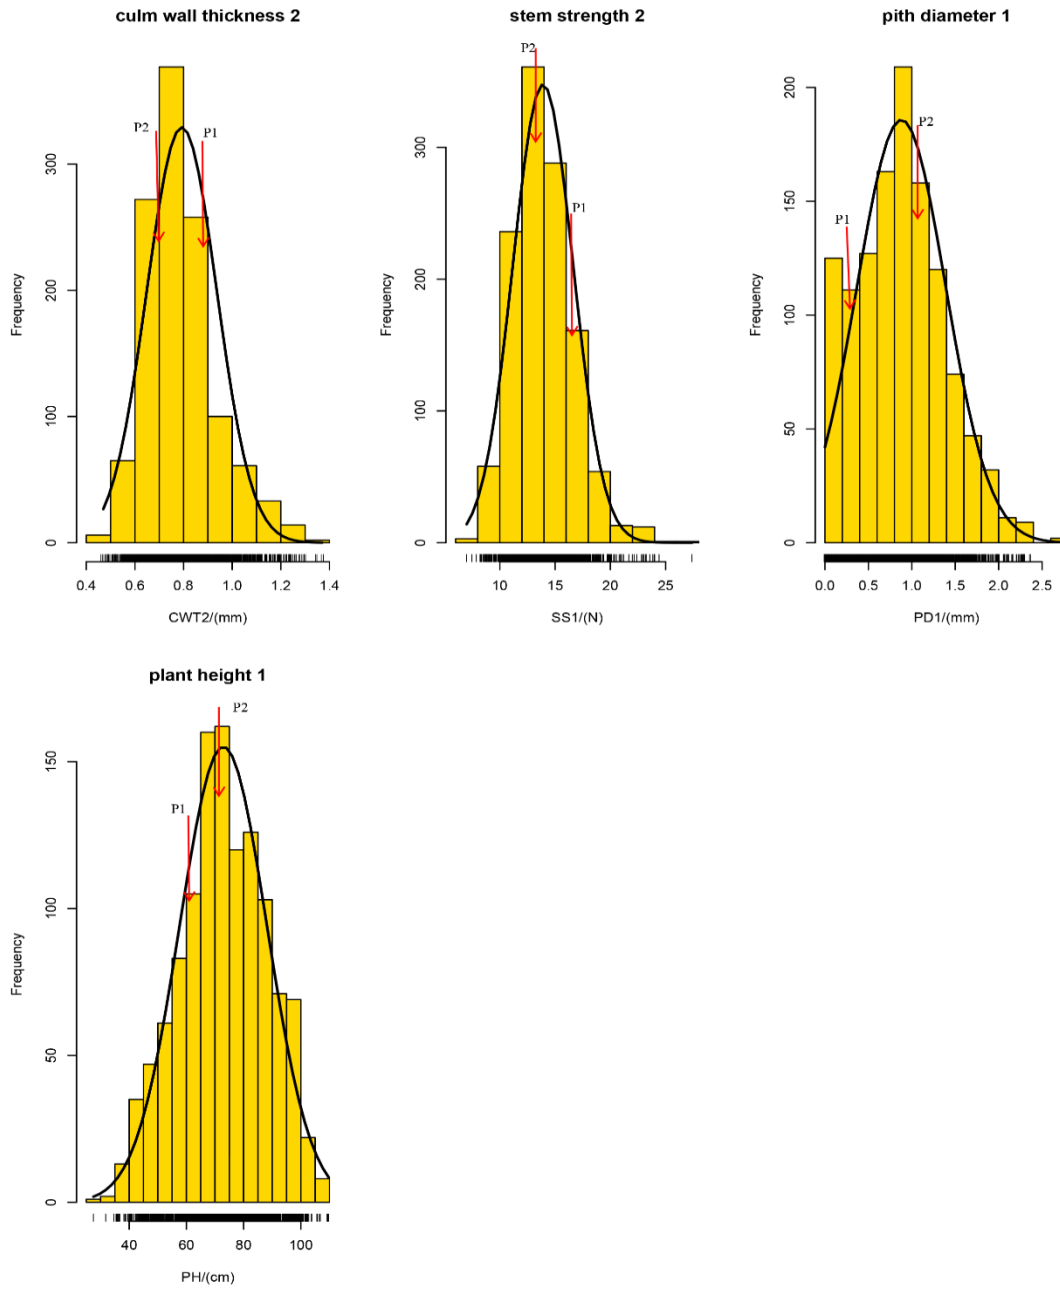 culm wall thickness 2
P2
P1
Frequency
0
100
200
300
0.4 0.6 0.8 1.0 1.2 1.4
CWT2/(mm)
stem strength 2
P2
P1
Frequency
0
100
200
300
10 15 20 25
SS1/(N)
pith diameter 1
P1
P2
Frequency
0
50
100
150
200
0.0 0.5 1.0 1.5 2.0 2.5
PD1/(mm)
plant height 1
P2
P1
Frequency
0
50
100
150
40 60 80 100
PH/(cm)